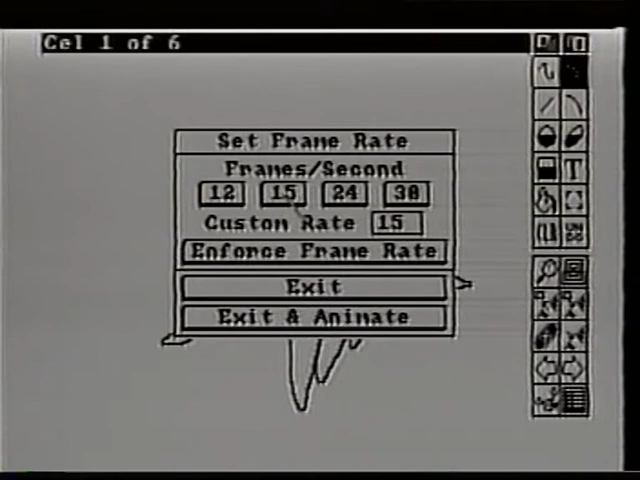 Cel 1 of 6
Set Frame Rate
Frames/Second
12 15 24 30
Custom Rate 15
Enforce Frame Rate
Exit
Exit & Animate
T